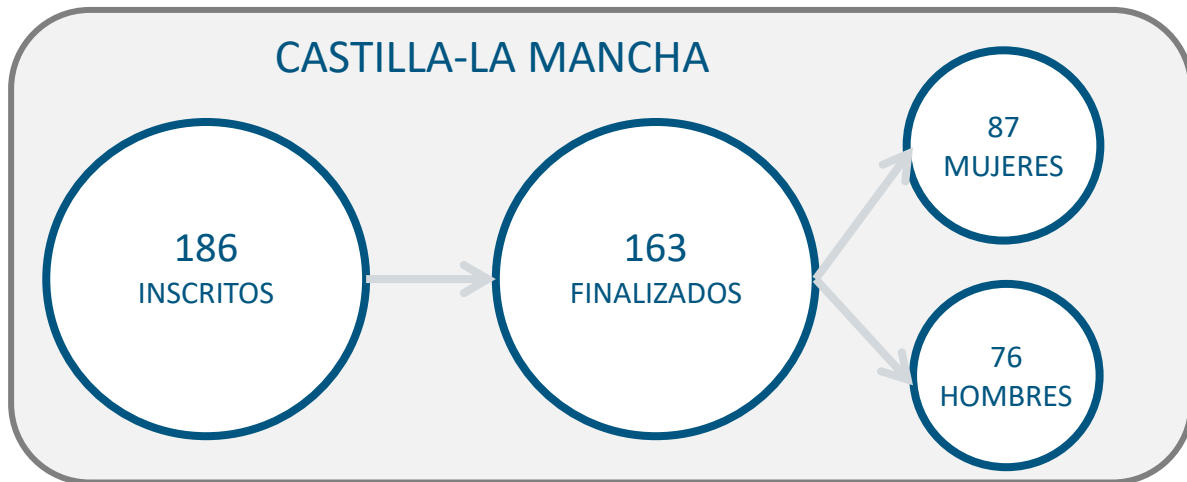 CASTILLA-LA MANCHA
186
INSCRITOS
163
FINALIZADOS
87
MUJERES
76
HOMBRES